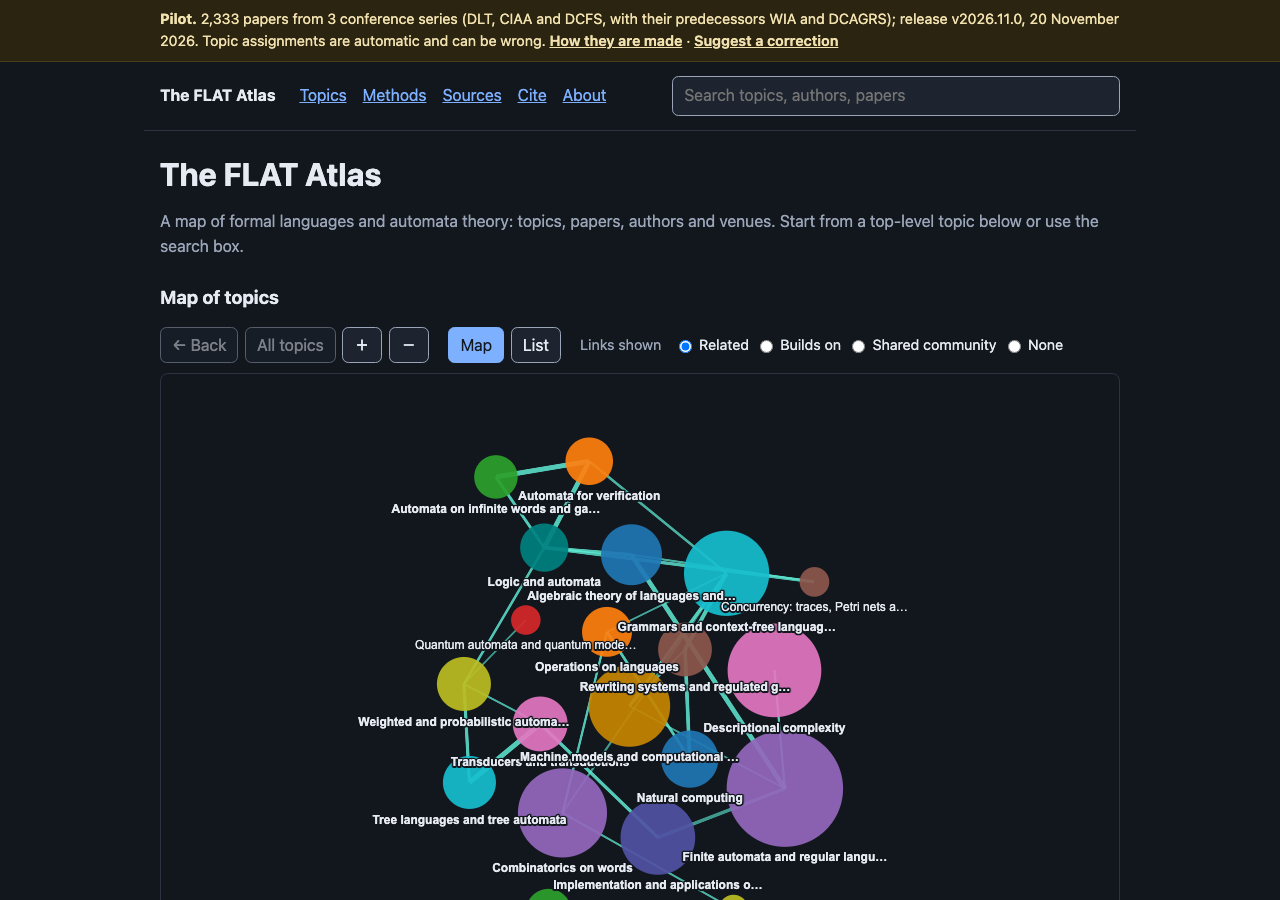 Pilot. 2,333 papers from 3 conference series (DLT, CIAA and DCFS, with their predecessors WIA and DCAGRS); release v2026.11.0, 20 November
2026. Topic assignments are automatic and can be wrong. How they are made · Suggest a correction
The FLAT Atlas Topics Methods Sources Cite About Search topics, authors, papers
The FLAT Atlas
A map of formal languages and automata theory: topics, papers, authors and venues. Start from a top-level topic below or use the
search box.
Map of topics
← Back All topics + − Map List Links shown Related Builds on Shared community None
Automata for verification
Automata on infinite words and ga…
Logic and automata
Algebraic theory of languages and…
Concurrency: traces, Petri nets a…
Grammars and context-free languag…
Quantum automata and quantum mode…
Operations on languages
Rewriting systems and regulated g…
Weighted and probabilistic automa…
Descriptional complexity
Machine models and computational …
Transducers and transductions
Natural computing
Tree languages and tree automata
Finite automata and regular langu…
Combinatorics on words
Implementation and applications o…